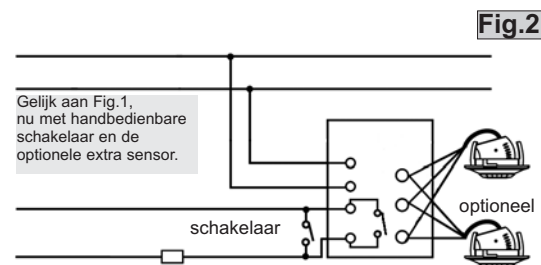 Fig.2
Gelijk aan Fig.1,
nu met handbedienbare
schakelaar en de
optionele extra sensor.
schakelaar
optioneel